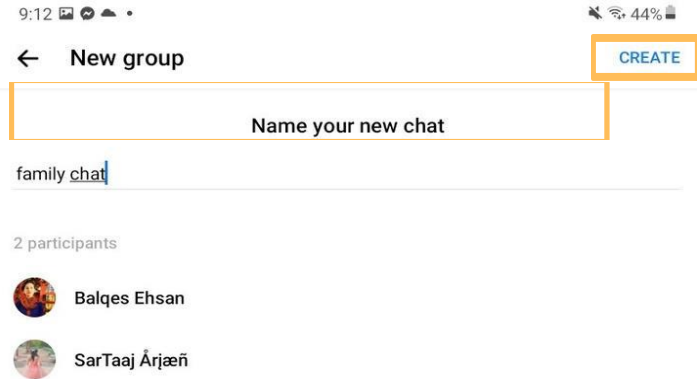 9:12 44%
New group CREATE
Name your new chat
family chat
2 participants
Balqes Ehsan
SarTaaj Årjæñ